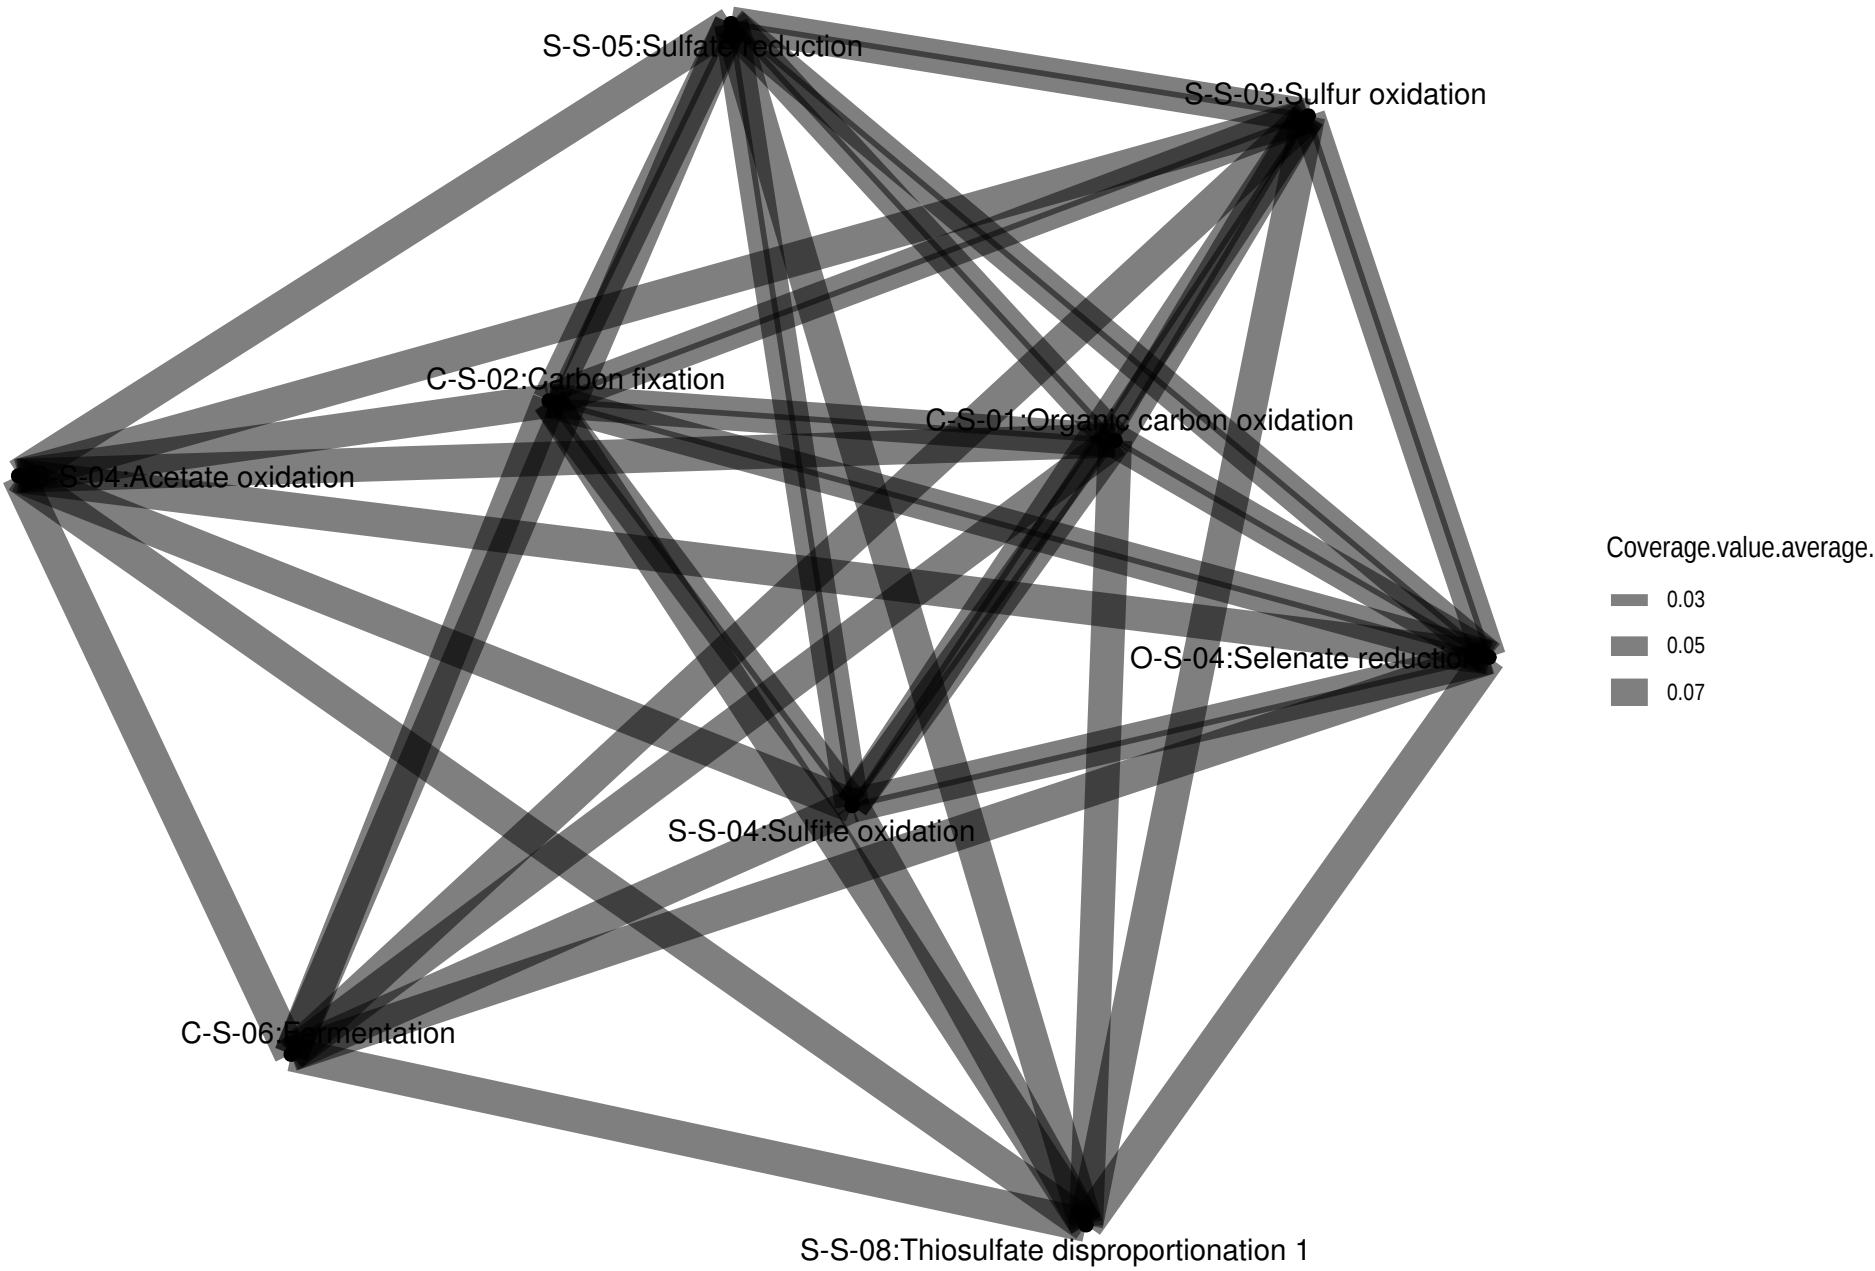 S-S-05:Sulfate reduction
S-S-03:Sulfur oxidation
C-S-02:Carbon fixation
C-S-01:Organic carbon oxidation
S-04:Acetate oxidation
Coverage.value.average.
0.03
0.05
0.07
O-S-04:Selenate reduction
S-S-04:Sulfite oxidation
C-S-06:Fermentation
S-S-08:Thiosulfate disproportionation 1